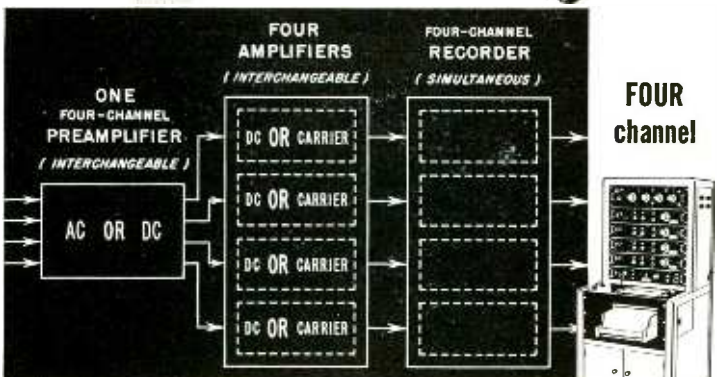 ONE
FOUR-CHANNEL
PREAMPLIFIER
( INTERCHANGEABLE )
AC OR DC
FOUR
AMPLIFIERS
( INTERCHANGEABLE )
DC OR CARRIER
DC OR CARRIER
DC OR CARRIER
DC OR CARRIER
FOUR-CHANNEL
RECORDER
( SIMULTANEOUS )
FOUR
channel